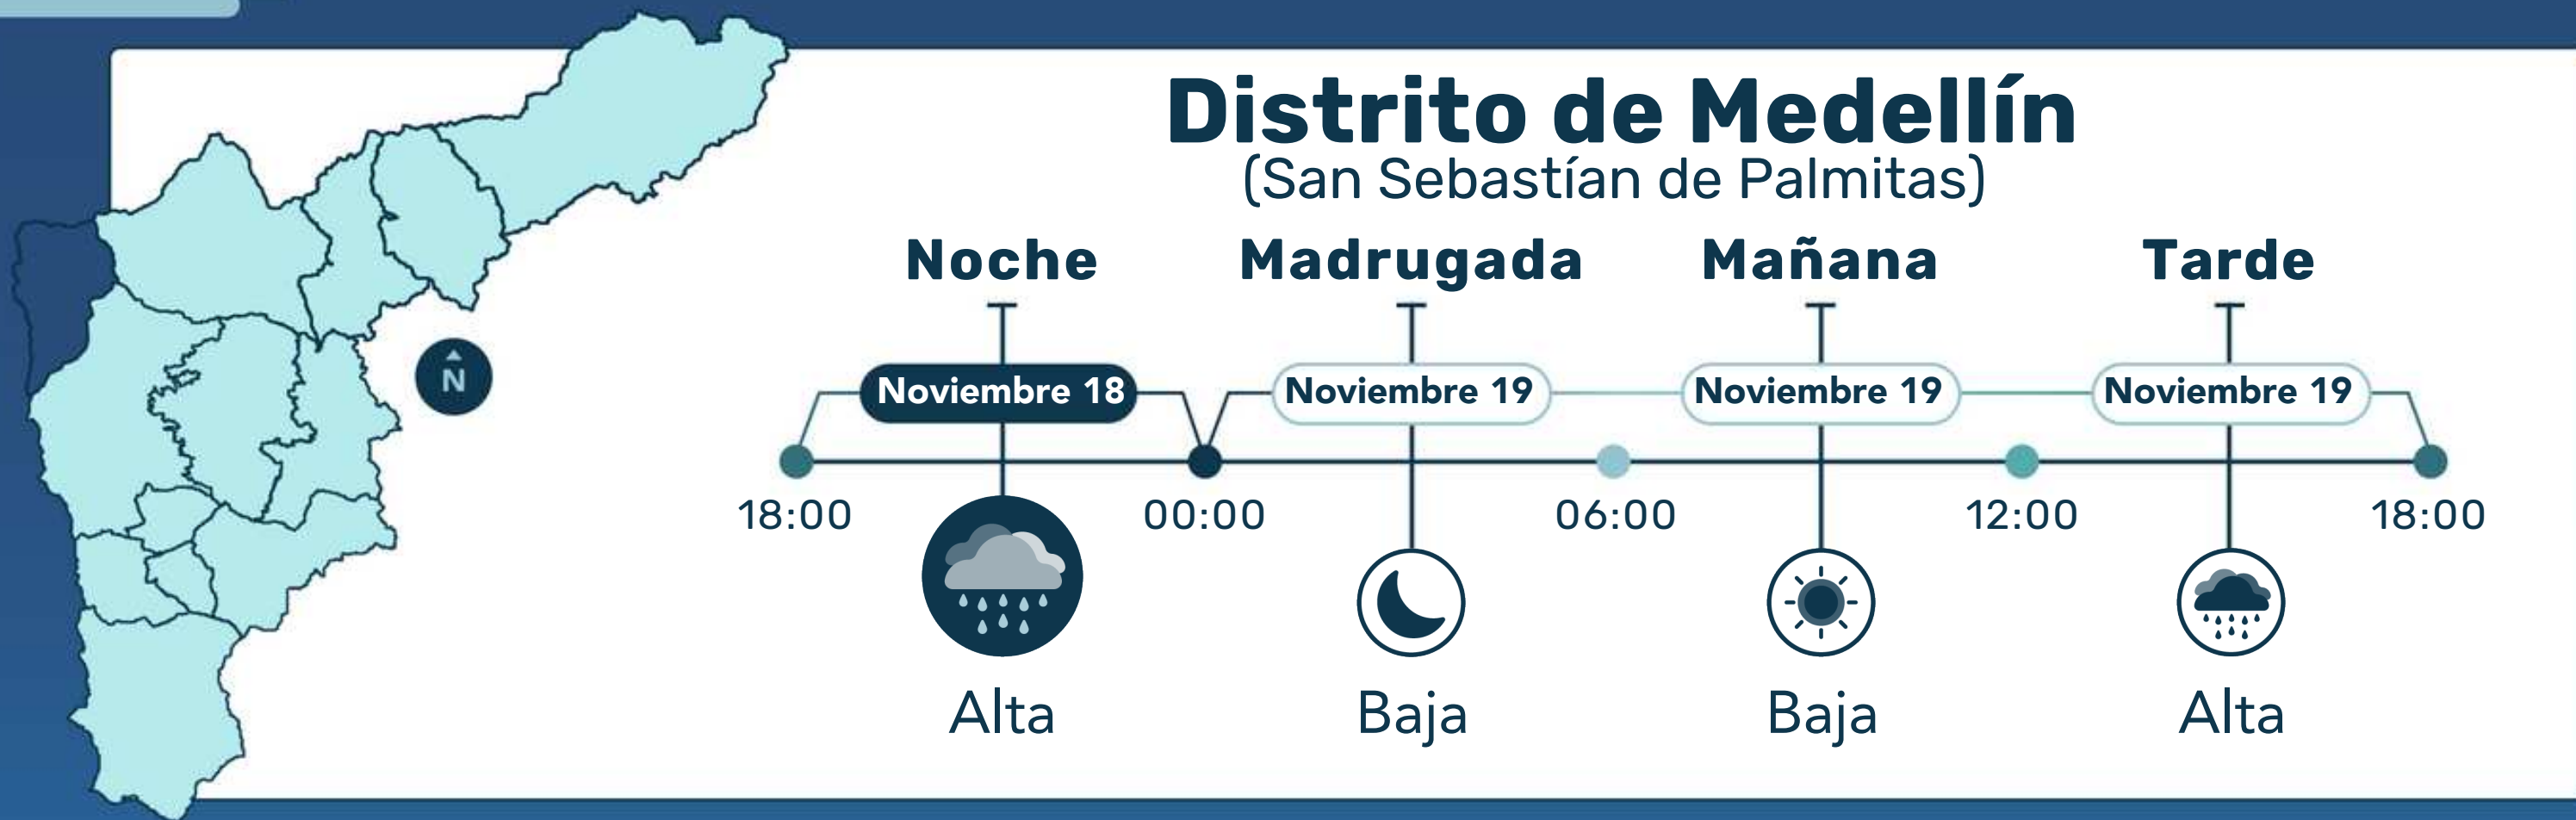 Distrito de Medellín
(San Sebastían de Palmitas)
Noche Madrugada Mañana Tarde
Noviembre 18 Noviembre 19 Noviembre 19 Noviembre 19
N
18:00 00:00 06:00 12:00 18:00
Alta Baja Baja Alta